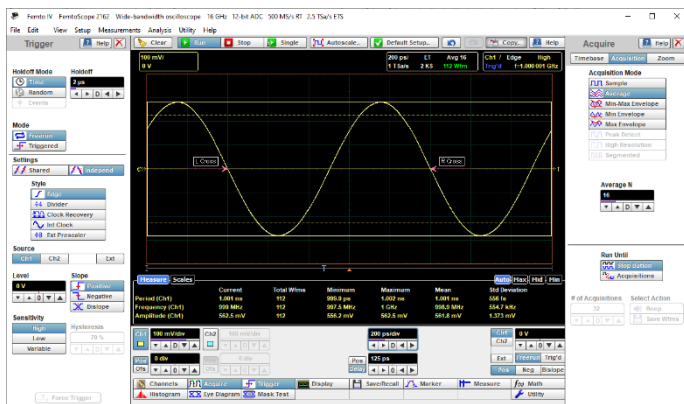 Femto IV FemtoScope 2162 Wide-bandwidth oscilloscope 16 GHz 12-bit ADC 500 MS/s RT 2.5 TSa/s ETS
File Edit View Setup Measurements Analysis Utility Help
Trigger Help
Clear Run Stop Single Autoscale... Default Setup... Copy... Help
Acquire Help
Holdoff Mode Holdoff
Time 2 µs
Random
Events
Mode
Freerun
Triggered
Settings
Shared Independ
Style
Edge
Divider
Clock Recovery
Int Clock
Ext Prescaler
Source
Ch1 Ch2 Ext
Level Slope
0 V Positive
Negative
Bislope
Sensitivity
High Hysteresis
Low 70 %
Variable
Force Trigger
100 mV/
0 V
200 ps/ ET Avg 16
1 TSa/s 2 KS 112 Wfm
Ch1 / Edge High
Trig'd f=1.000 001 GHz
L Cross
R Cross
T
Measure Scales
Auto Max Mid Min
Current Total Wfms Minimum Maximum Mean Std Deviation
Period (Ch1) 1.001 ns 112 999.9 ps 1.002 ns 1.001 ns 556 fs
Frequency (Ch1) 999 MHz 112 997.5 MHz 1 GHz 998.9 MHz 554.7 kHz
Amplitude (Ch1) 562.5 mV 112 556.2 mV 562.5 mV 561.8 mV 1.373 mV
Ch1 100 mV/div Ch2 100 mV/div 200 ps/div Ch1 0 V
Ch2
Pos 0 div 0 div Pos 125 ps Ext Freerun Trig'd
Ofs Delay Pos Neg Bislope
Channels Acquire Trigger Display Save/Recall Marker Measure Math
Histogram Eye Diagram Mask Test Utility
Timebase Acquisition Zoom
Acquisition Mode
Sample
Average
Min-Max Envelope
Min Envelope
Max Envelope
Peak Detect
High Resolution
Segmented
Average N
16
Run Until
Stop Button
Acquisitions
# of Acquisitions Select Action
32 Beep
Save Wfms